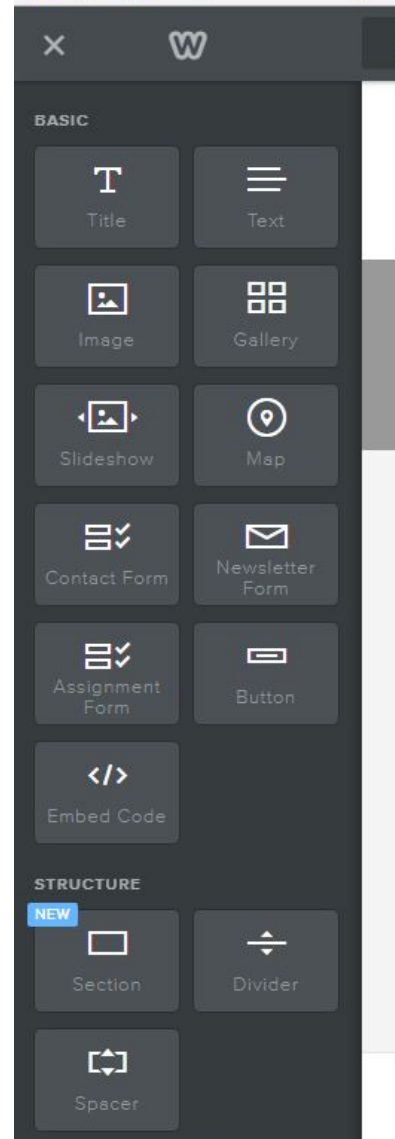 BASIC
Title
Text
Image
Gallery
Slideshow
Map
Contact Form
Newsletter
Form
Assignment
Form
Button
Embed Code
STRUCTURE
NEW
Section
Divider
Spacer